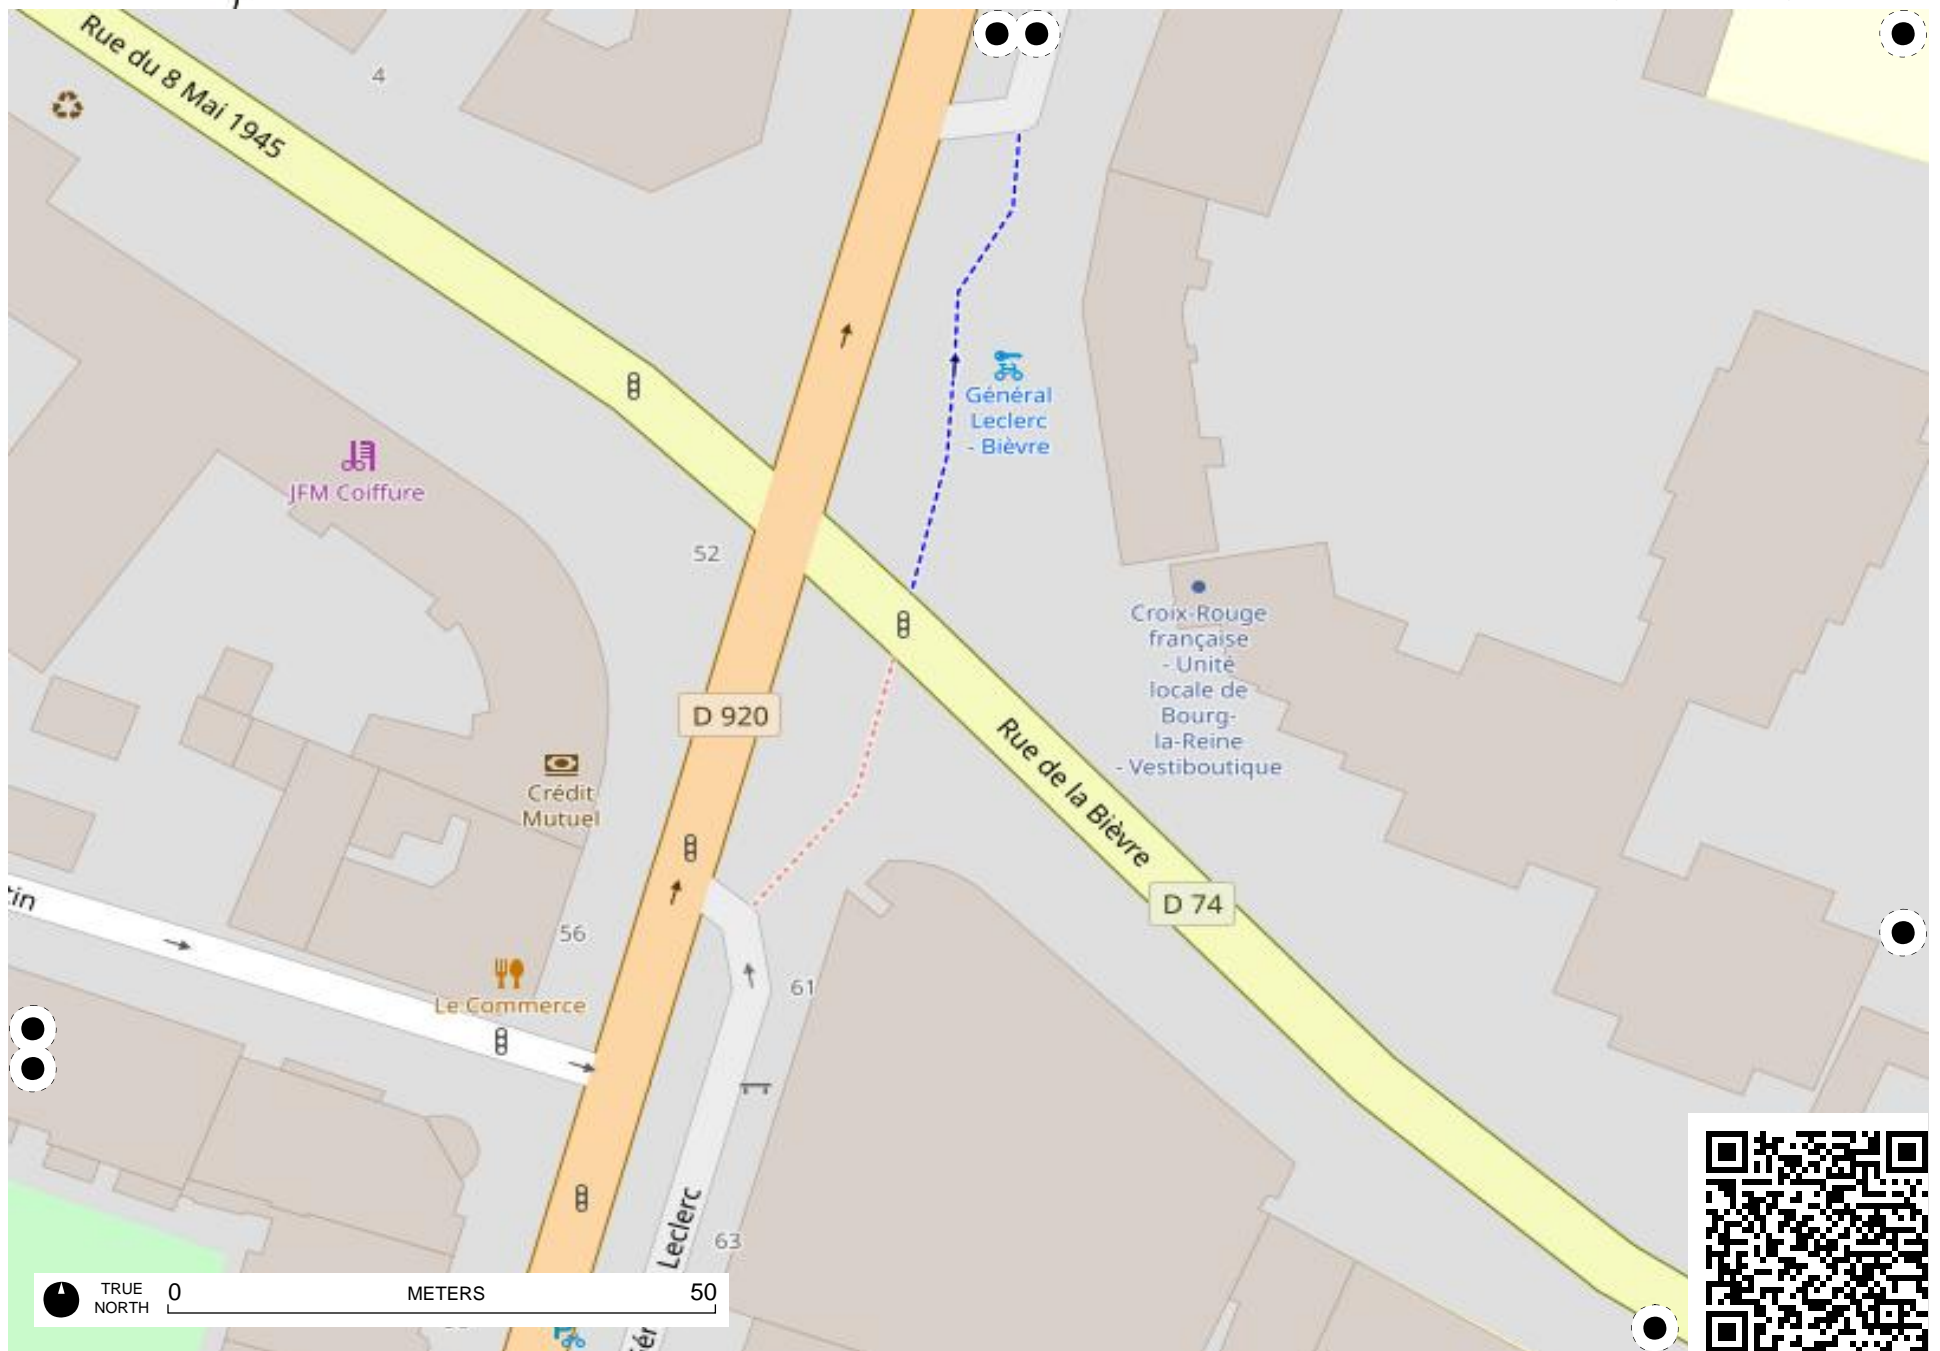 Rue du 8 Mai 1945
4
Général
Leclerc
- Bièvre
JFM Coiffure
52
Croix-Rouge
française
- Unité
locale de
Bourg-
la-Reine
- Vestiboutique
D 920
Rue de la Bièvre
Crédit
Mutuel
D 74
tin
56
61
Le Commerce
Leclerc
63
TRUE
NORTH
0
METERS
50